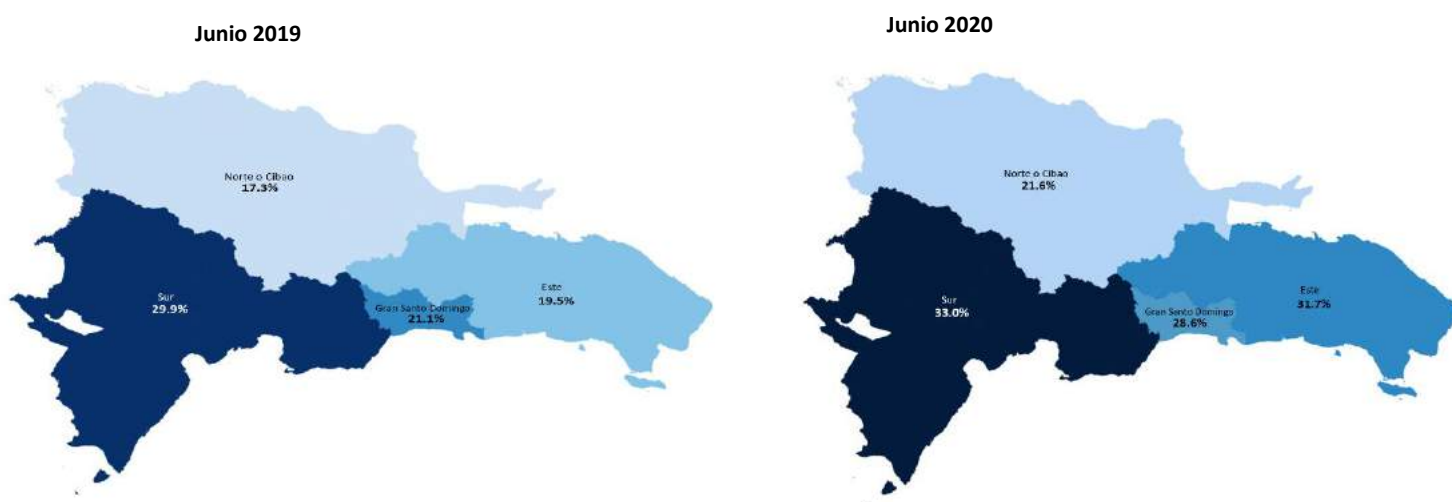 Junio 2019
Norte o Cibao
17.3%
Sur
29.9%
Este
19.5%
Gran Santo Domingo
21.1%
Junio 2020
Norte o Cibao
21.6%
Sur
33.0%
Este
31.7%
Gran Santo Domingo
28.6%